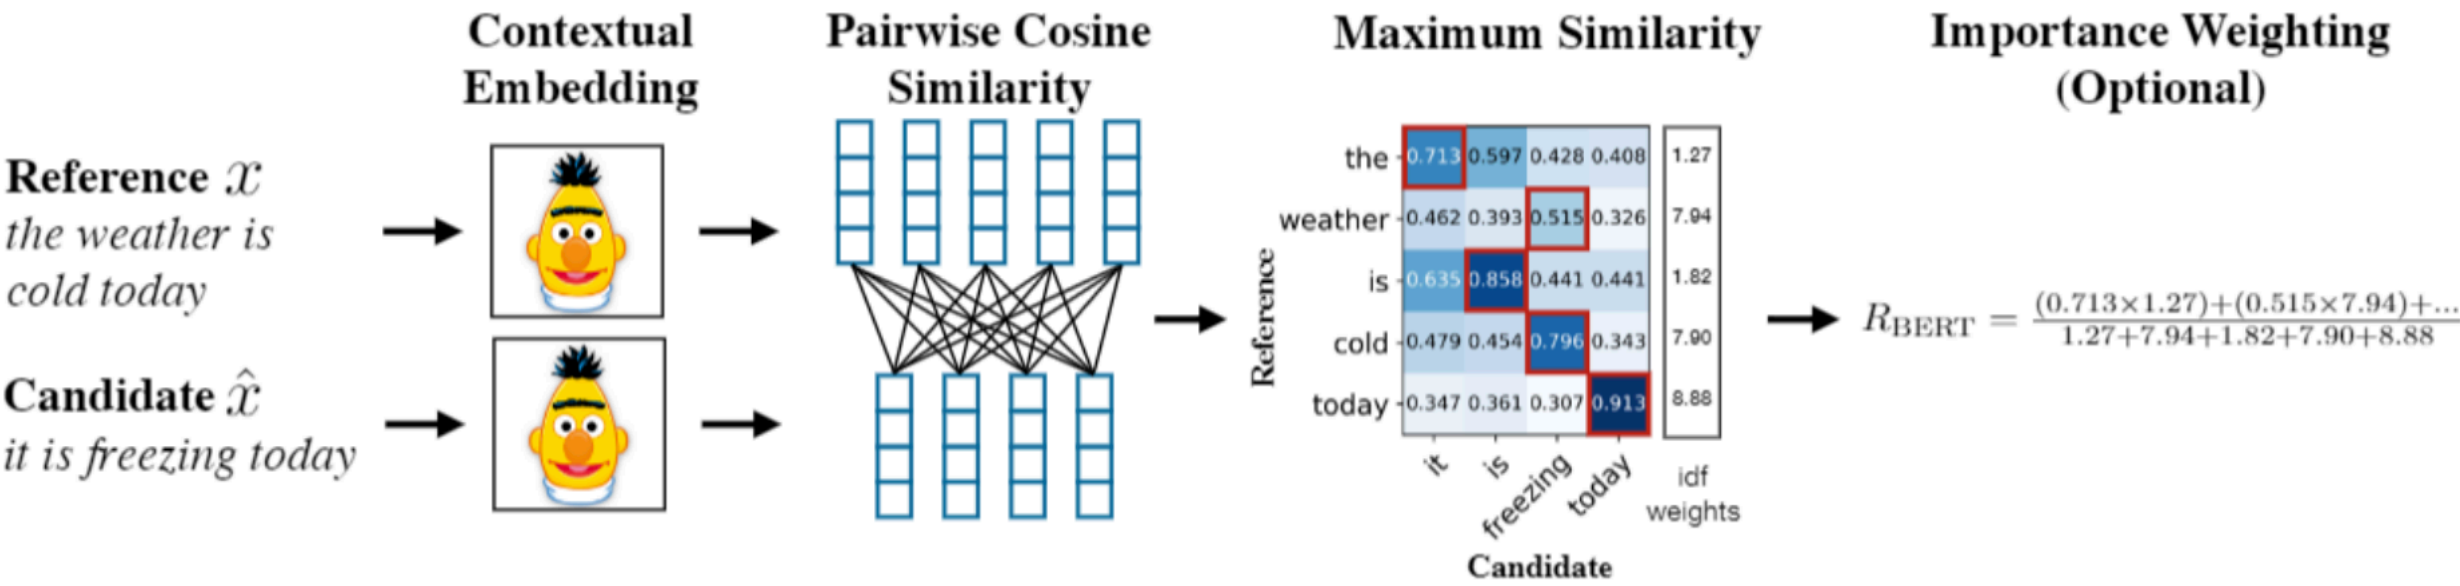 Reference x
the weather is
cold today
Candidate x̂
it is freezing today
Contextual
Embedding
Pairwise Cosine
Similarity
Maximum Similarity
Reference
the 0.713 0.597 0.428 0.408 1.27
weather 0.462 0.393 0.515 0.326 7.94
is 0.635 0.858 0.441 0.441 1.82
cold 0.479 0.454 0.796 0.343 7.90
today 0.347 0.361 0.307 0.913 8.88
it is freezing today
idf
weights
Candidate
Importance Weighting
(Optional)
R_BERT = (0.713×1.27)+(0.515×7.94)+...
1.27+7.94+1.82+7.90+8.88